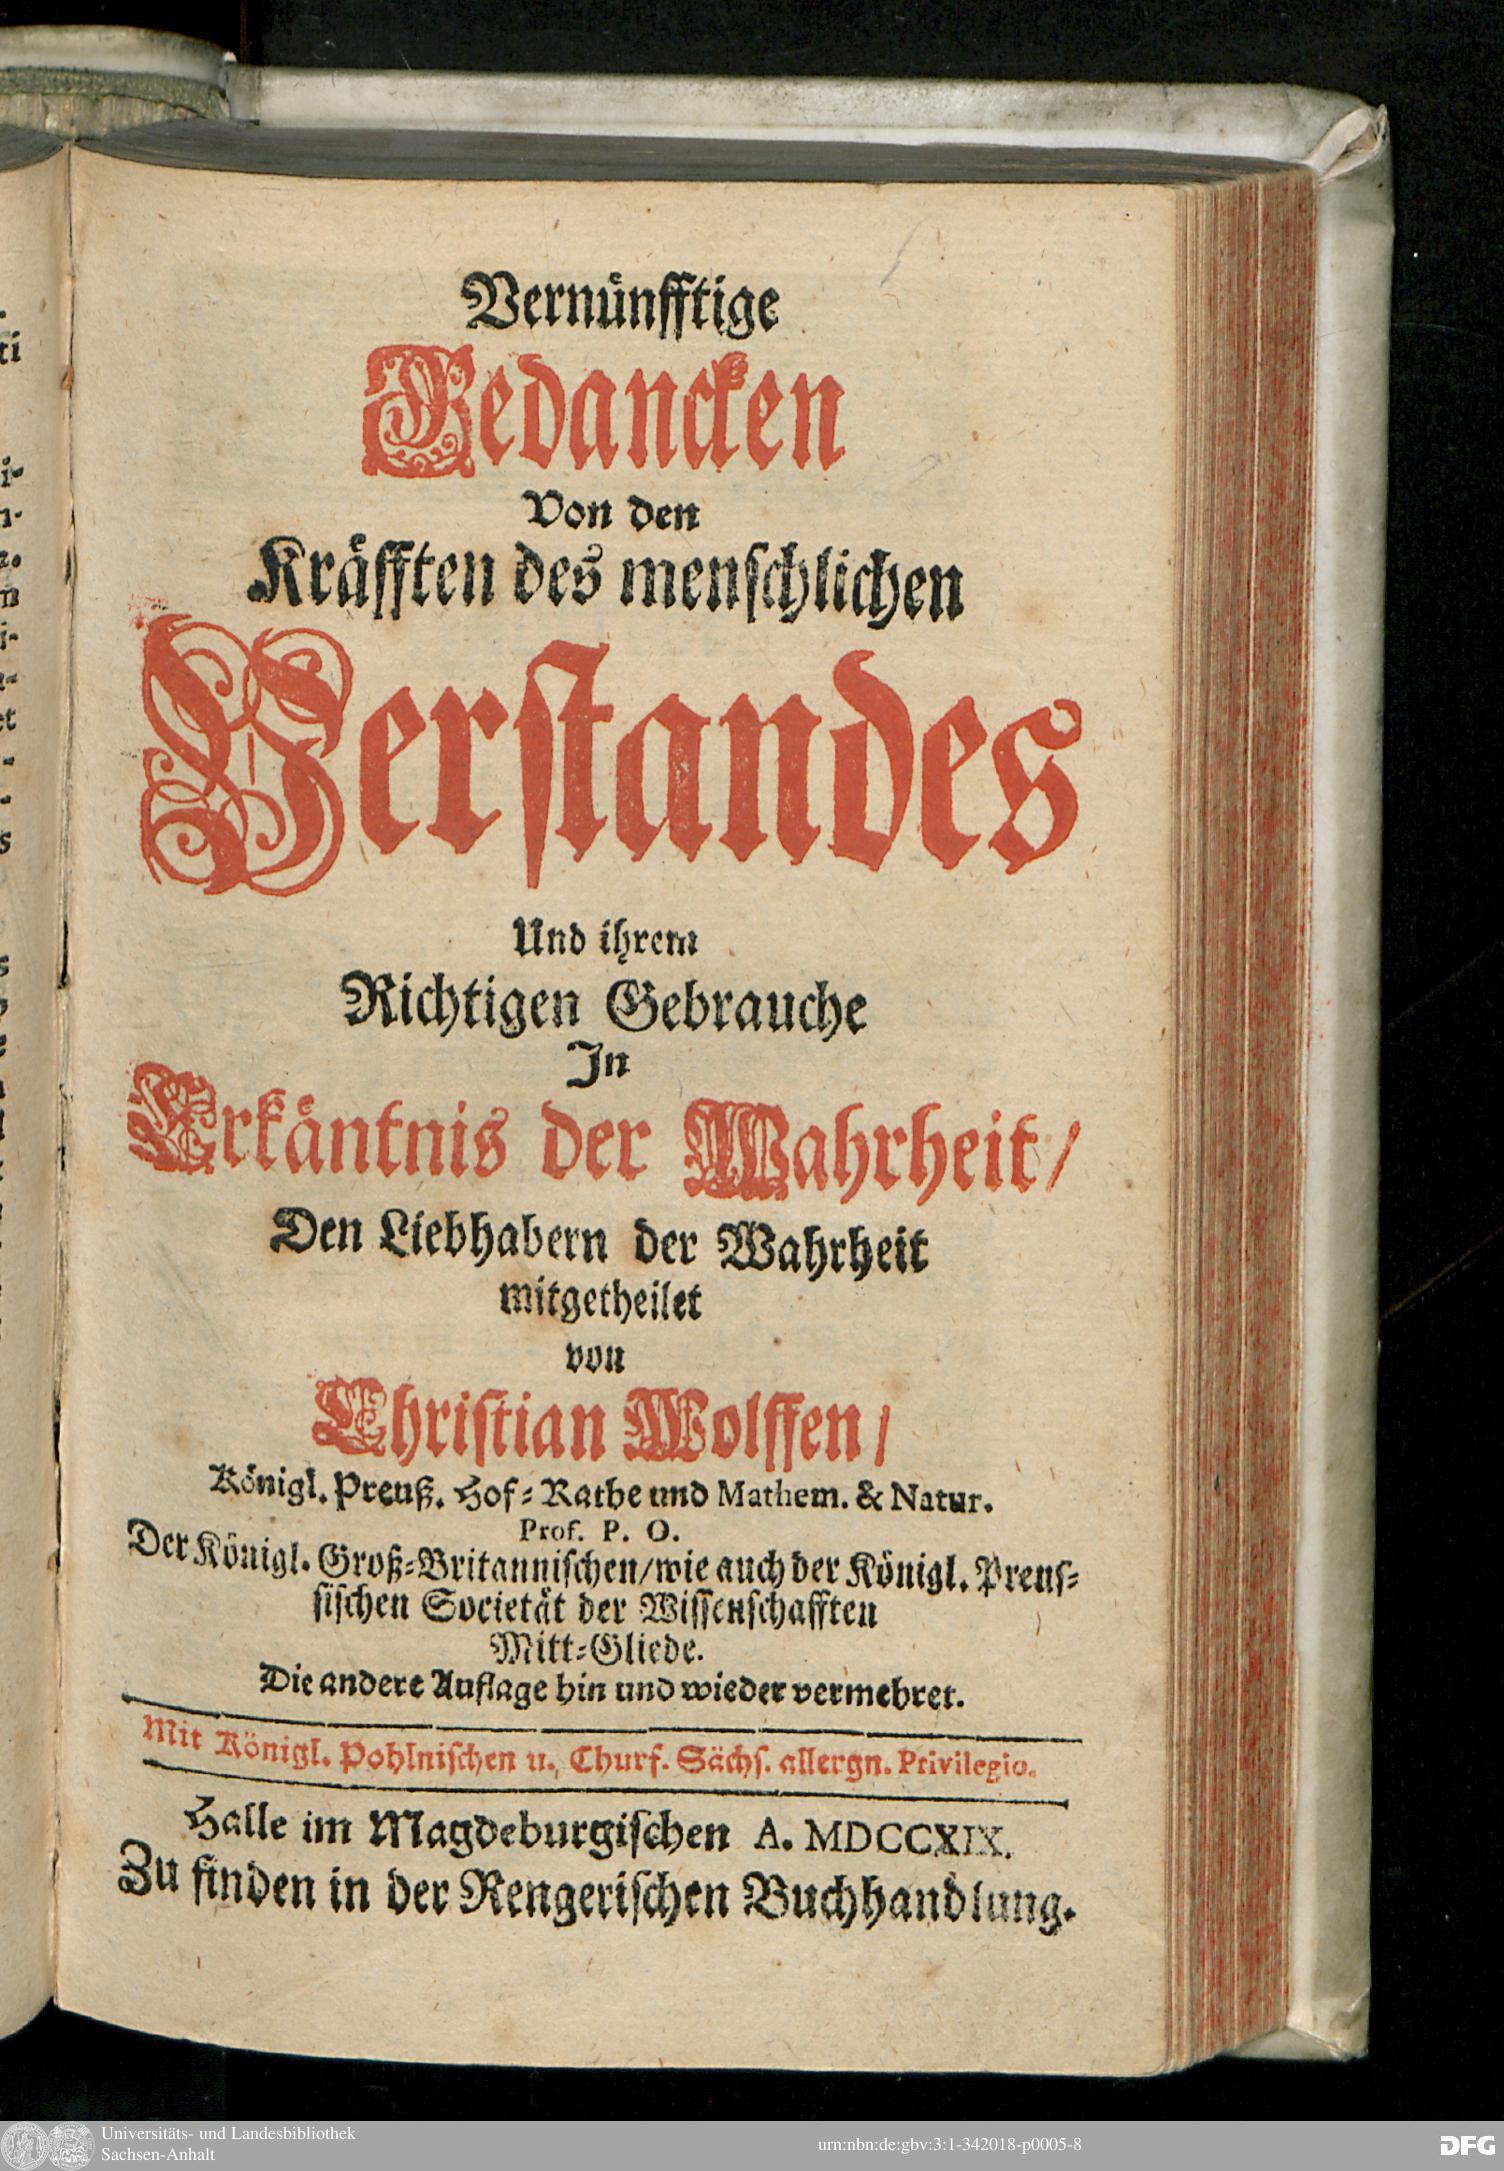 Vernünfftige
Gedancken
Von den
Kräfften des menschlichen
Verstandes
Und ihrem
Richtigen Gebrauche
In
Erkäntnis der Wahrheit/
Den Liebhabern der Wahrheit
mitgetheilet
von
Christian Wolffen/
Königl. Preuß. Hof-Rathe und Mathem. & Natur.
Prof. P. O.
Der Königl. Groß-Britannischen/wie auch der Königl. Preus-
sischen Societät der Wissenschafften
Mitt-Gliede.
Die andere Auflage hin und wieder vermehret.
Mit Königl. Pohlnischen u. Churf. Sächs. allergn. Privilegio.
Halle im Magdeburgischen A. MDCCXIX.
Zu finden in der Rengerischen Buchhandlung.
Universitäts- und Landesbibliothek
Sachsen-Anhalt
urn:nbn:de:gbv:3:1-342018-p0005-8
DFG